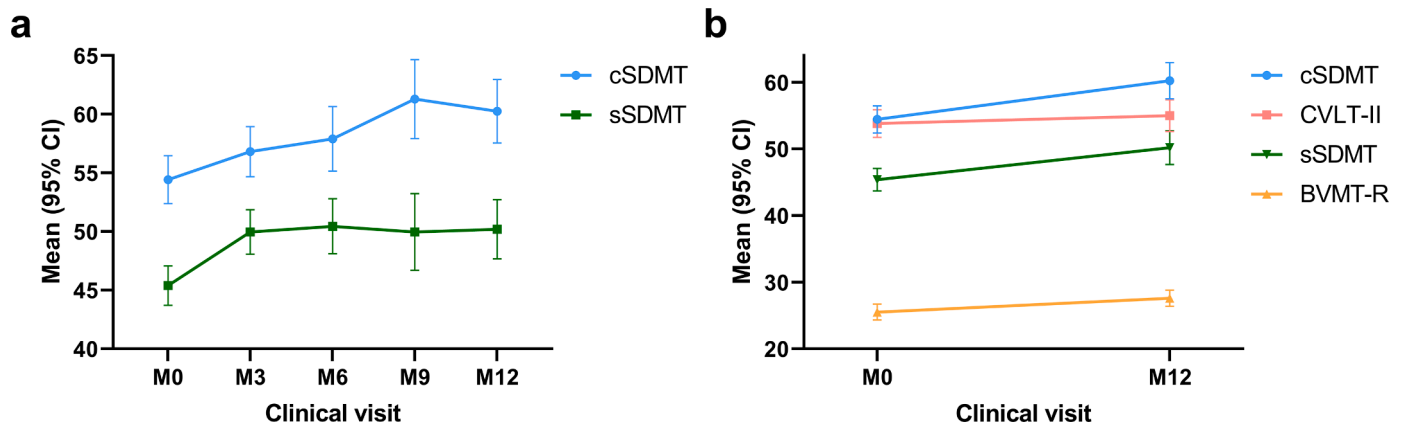 a
65
60
55
50
45
40
Mean (95% CI)
M0 M3 M6 M9 M12
Clinical visit
cSDMT
sSDMT
b
60
50
40
30
20
Mean (95% CI)
M0 M12
Clinical visit
cSDMT
CVLT-II
sSDMT
BVMT-R